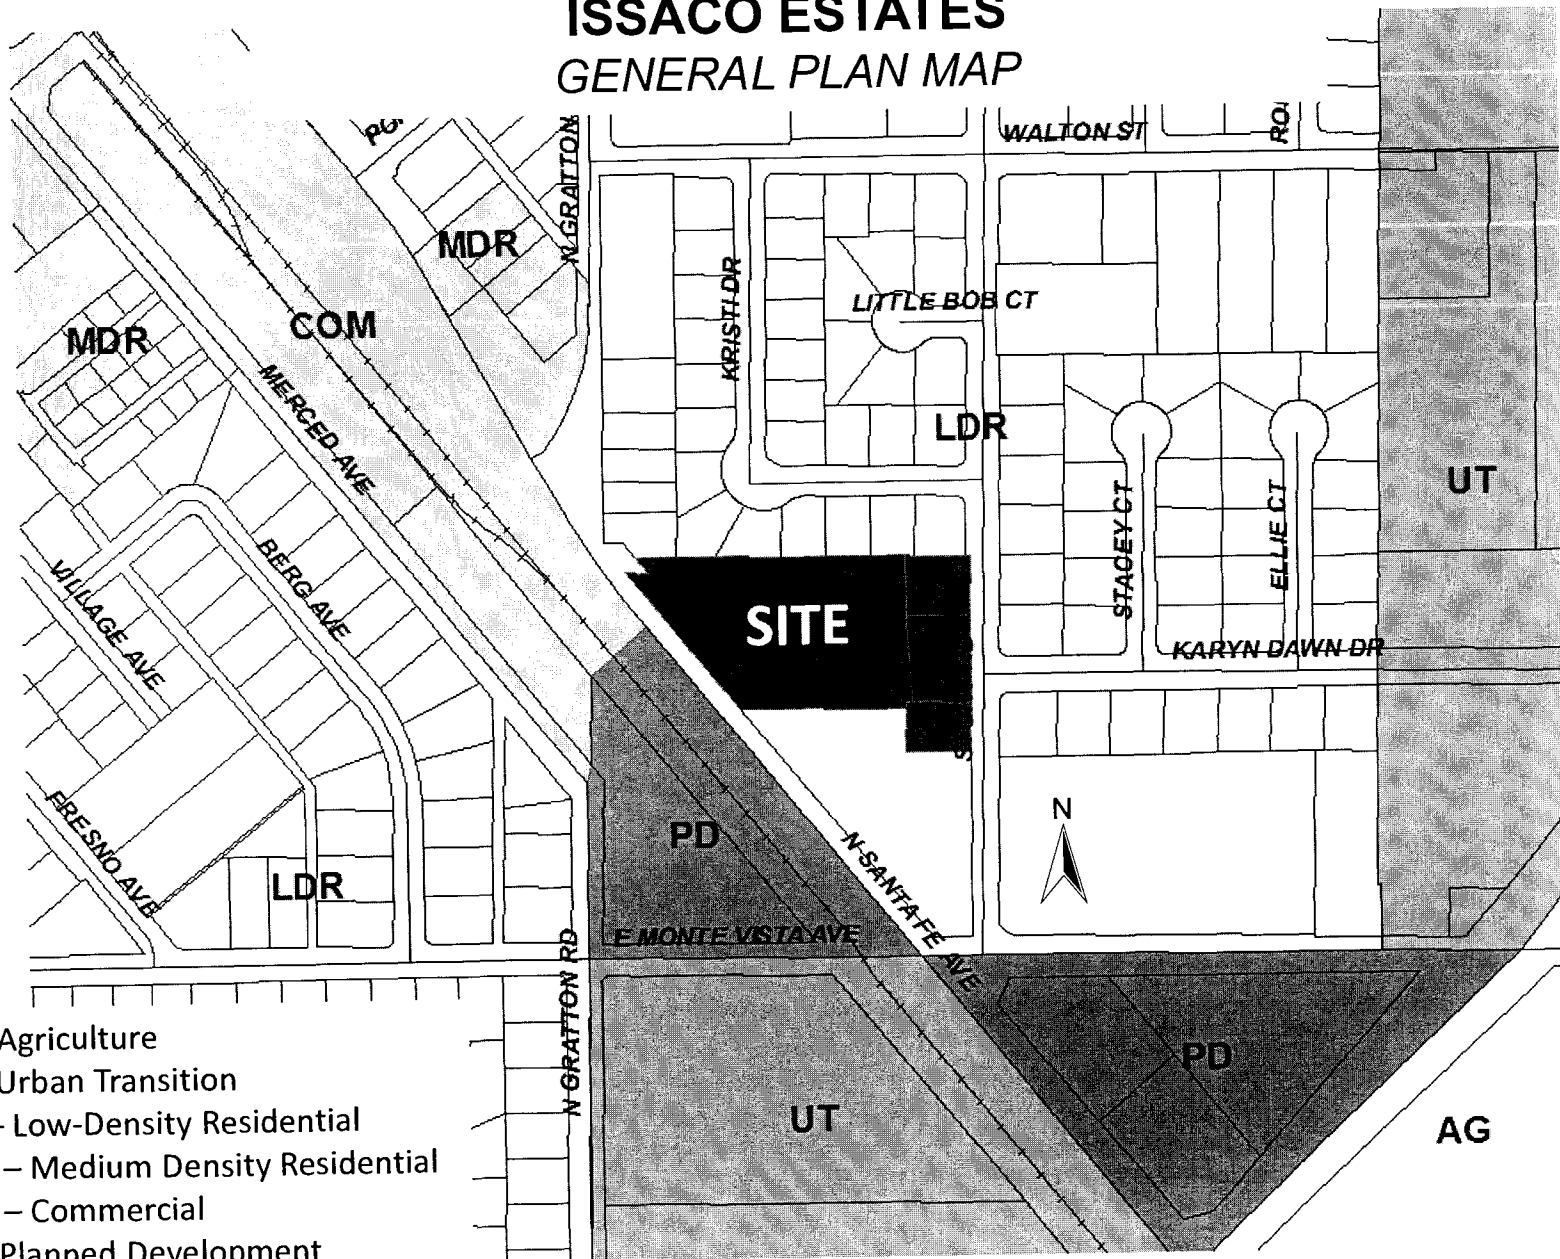 ISSACO ESTATES
GENERAL PLAN MAP
WALTON ST
N GRATTON
MDR
KRISTI DR
LITTLE BOB CT
MDR
COM
MERCED AVE
LDR
UT
STACEY CT
ELLIE CT
BERG AVE
VILLAGE AVE
SITE
KARYN DAWN DR
N
FRESNO AVE
PD
N SANTA FE AVE
LDR
E MONTE VISTA AVE
N GRATTON RD
Agriculture
Urban Transition
- Low-Density Residential
– Medium Density Residential
– Commercial
Planned Development
PD
UT
AG